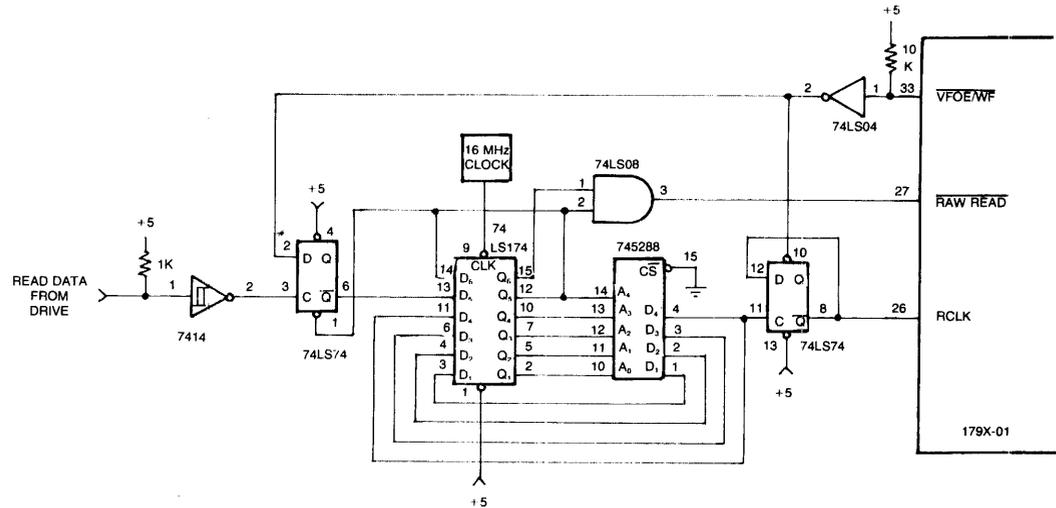 +5
10
K
2
1
33
VFOE/WF
74LS04
16 MHz
CLOCK
74LS08
1
2
3
27
RAW READ
+5
4
74
+5
1K
READ DATA
FROM
DRIVE
1
2
7414
2
D Q
3
C Q
6
1
74LS74
9
LS174
CLK
14 D6 Q6 15
13 D5 Q5 12
11 D4 Q4 10
6 D3 Q3 7
4 D2 Q2 5
3 D1 Q1 2
1
+5
745288
CS
15
14 A4
13 A3 D4 4
12 A2 D3 3
11 A1 D2 2
10 A0 D1 1
10
12 D Q
11 C Q 8
13
74LS74
+5
26
RCLK
179X-01